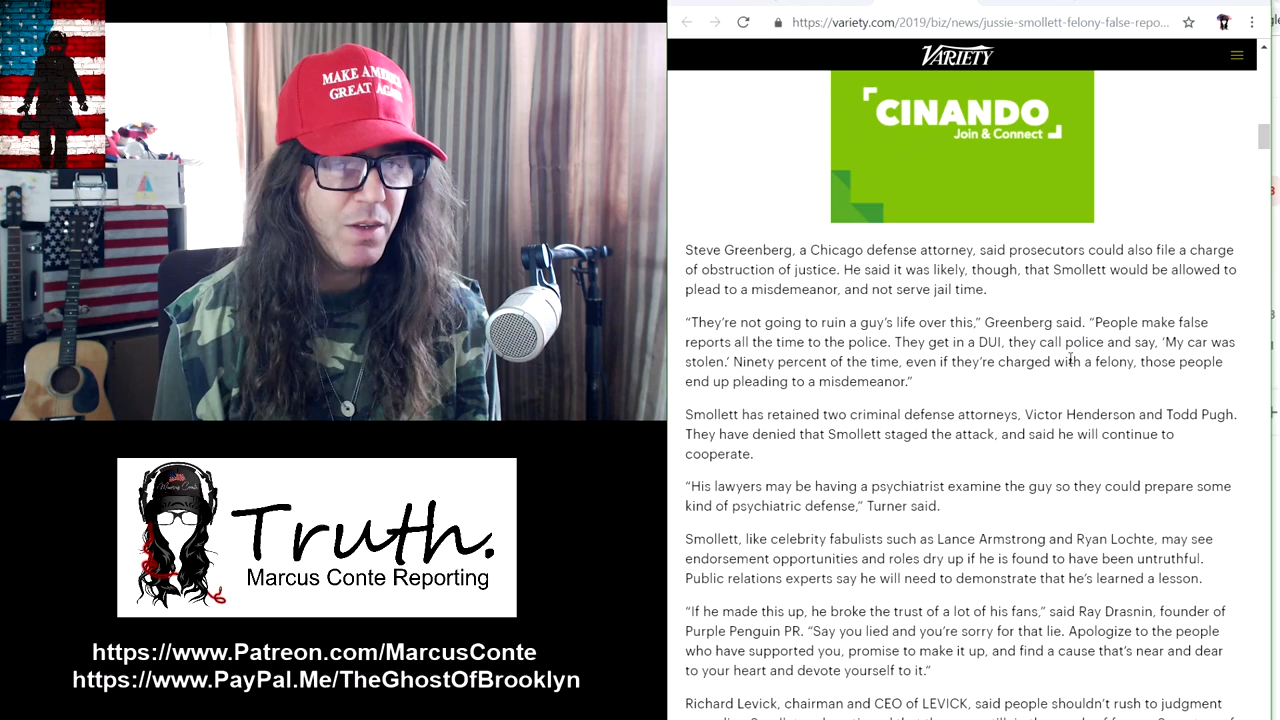 MAKE AMERICA
GREAT AGAIN
Truth.
Marcus Conte Reporting
https://www.Patreon.com/MarcusConte
https://www.PayPal.Me/TheGhostOfBrooklyn
https://variety.com/2019/biz/news/jussie-smollett-felony-false-repo...
VARIETY
CINANDO
Join & Connect
Steve Greenberg, a Chicago defense attorney, said prosecutors could also file a charge
of obstruction of justice. He said it was likely, though, that Smollett would be allowed to
plead to a misdemeanor, and not serve jail time.
“They’re not going to ruin a guy’s life over this,” Greenberg said. “People make false
reports all the time to the police. They get in a DUI, they call police and say, ‘My car was
stolen.’ Ninety percent of the time, even if they’re charged with a felony, those people
end up pleading to a misdemeanor.”
Smollett has retained two criminal defense attorneys, Victor Henderson and Todd Pugh.
They have denied that Smollett staged the attack, and said he will continue to
cooperate.
“His lawyers may be having a psychiatrist examine the guy so they could prepare some
kind of psychiatric defense,” Turner said.
Smollett, like celebrity fabulists such as Lance Armstrong and Ryan Lochte, may see
endorsement opportunities and roles dry up if he is found to have been untruthful.
Public relations experts say he will need to demonstrate that he’s learned a lesson.
“If he made this up, he broke the trust of a lot of his fans,” said Ray Drasnin, founder of
Purple Penguin PR. “Say you lied and you’re sorry for that lie. Apologize to the people
who have supported you, promise to make it up, and find a cause that’s near and dear
to your heart and devote yourself to it.”
Richard Levick, chairman and CEO of LEVICK, said people shouldn’t rush to judgment